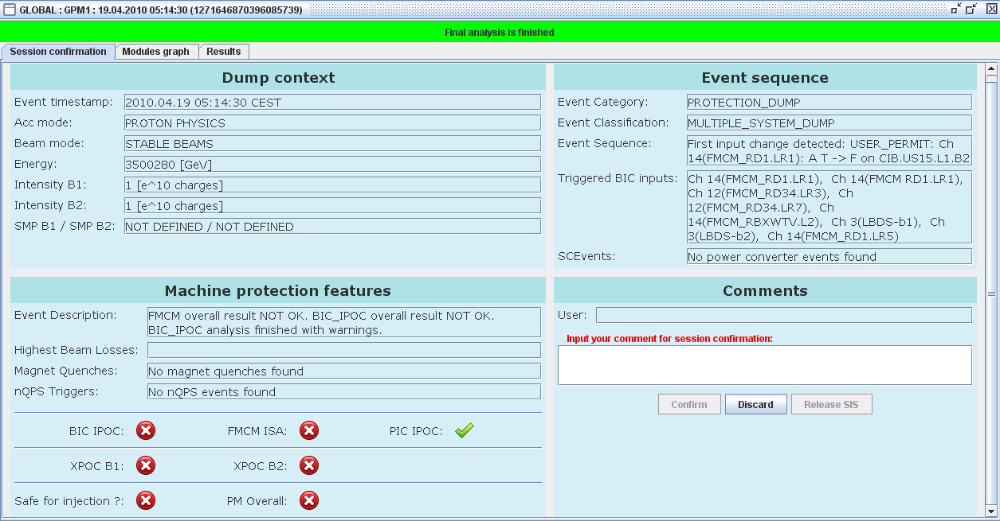 GLOBAL : GPM1 : 19.04.2010 05:14:30 (1271646870396085739)
Final analysis is finished
Session confirmation Modules graph Results
Dump context
Event timestamp: 2010.04.19 05:14:30 CEST
Acc mode: PROTON PHYSICS
Beam mode: STABLE BEAMS
Energy: 3500280 [GeV]
Intensity B1: 1 [e^10 charges]
Intensity B2: 1 [e^10 charges]
SMP B1 / SMP B2: NOT DEFINED / NOT DEFINED
Event sequence
Event Category: PROTECTION_DUMP
Event Classification: MULTIPLE_SYSTEM_DUMP
Event Sequence: First input change detected: USER_PERMIT: Ch
14(FMCM_RD1.LR1): A T -> F on CIB.US15.L1.B2
Triggered BIC inputs: Ch 14(FMCM_RD1.LR1), Ch 14(FMCM RD1.LR1),
Ch 12(FMCM_RD34.LR3), Ch
12(FMCM_RD34.LR7), Ch
14(FMCM_RBXWTV.L2), Ch 3(LBDS-b1), Ch
3(LBDS-b2), Ch 14(FMCM_RD1.LR5)
SCEvents: No power converter events found
Machine protection features
Event Description: FMCM overall result NOT OK. BIC_IPOC overall result NOT OK.
BIC_IPOC analysis finished with warnings.
Highest Beam Losses:
Magnet Quenches: No magnet quenches found
nQPS Triggers: No nQPS events found
BIC IPOC: FMCM ISA: PIC IPOC:
XPOC B1: XPOC B2:
Safe for injection ?: PM Overall:
Comments
User:
Input your comment for session confirmation:
Confirm Discard Release SIS